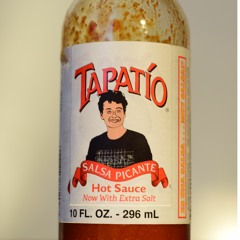 TAPATÍO
SALSA PICANTE
Hot Sauce
Now With Extra Salt
10 FL. OZ. - 296 mL